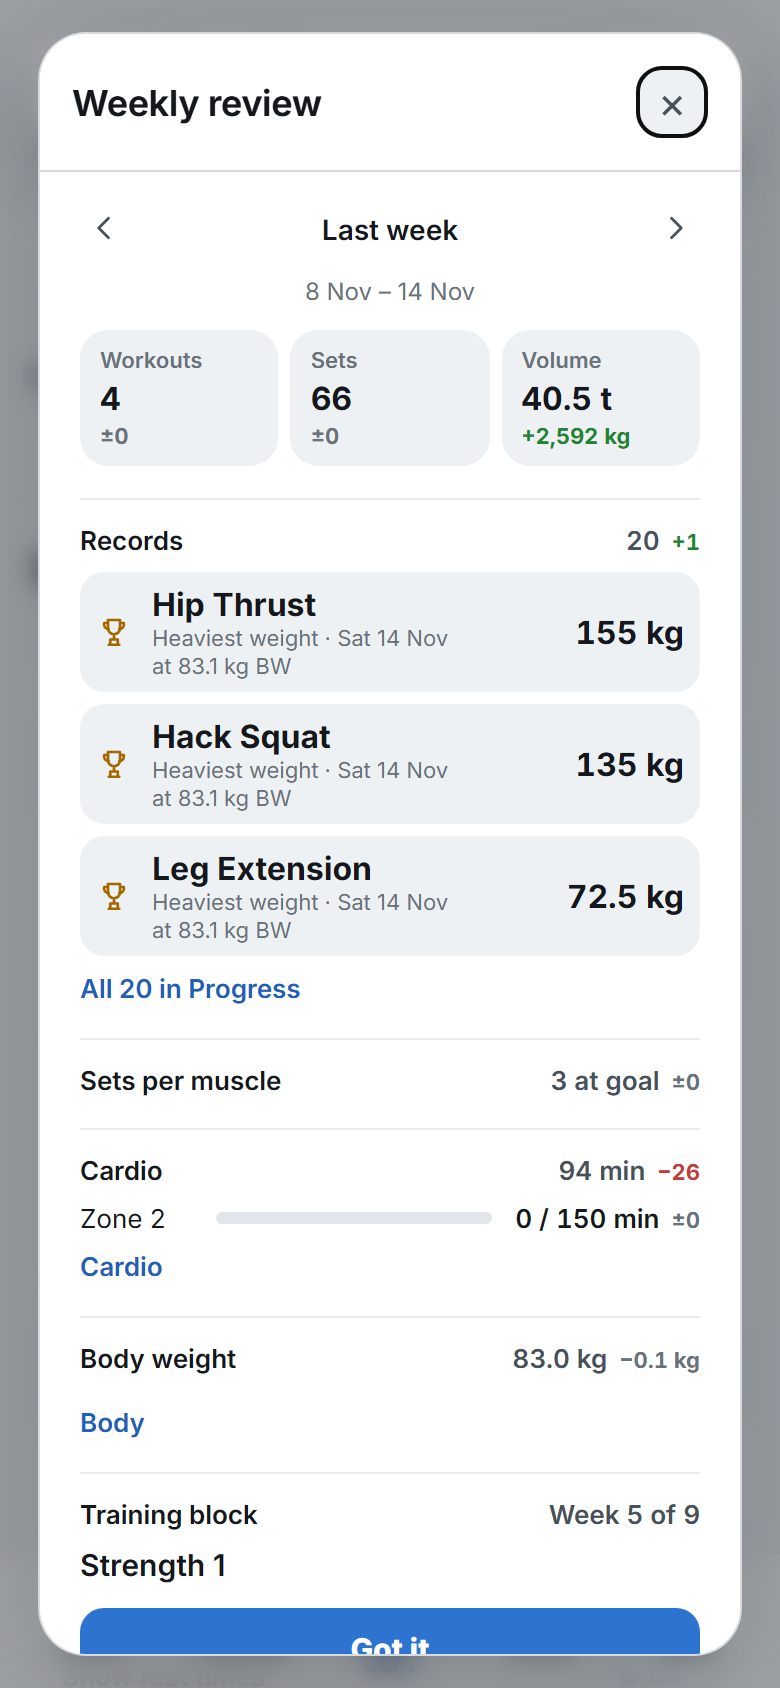 Weekly review
Last week
8 Nov – 14 Nov
Workouts
4
±0
Sets
66
±0
Volume
40.5 t
+2,592 kg
Records 20 +1
Hip Thrust
Heaviest weight · Sat 14 Nov
at 83.1 kg BW
155 kg
Hack Squat
Heaviest weight · Sat 14 Nov
at 83.1 kg BW
135 kg
Leg Extension
Heaviest weight · Sat 14 Nov
at 83.1 kg BW
72.5 kg
All 20 in Progress
Sets per muscle 3 at goal ±0
Cardio 94 min −26
Zone 2 0 / 150 min ±0
Cardio
Body weight 83.0 kg −0.1 kg
Body
Training block Week 5 of 9
Strength 1
Got it
Show rest times